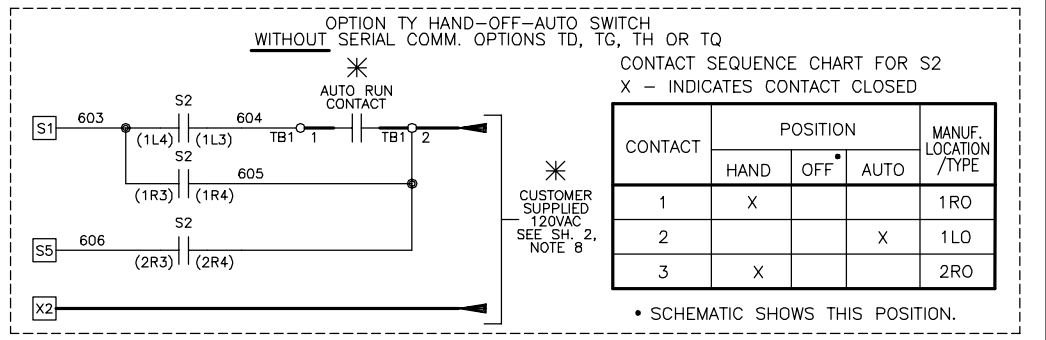 OPTION TY HAND-OFF-AUTO SWITCH
WITHOUT SERIAL COMM. OPTIONS TD, TG, TH OR TQ
AUTO RUN
CONTACT
S1
603
S2
(1L4)
(1L3)
604
TB1
1
TB1
2
S2
(1R3)
(1R4)
605
S5
606
S2
(2R3)
(2R4)
X2
CUSTOMER
SUPPLIED
120VAC
SEE SH. 2,
NOTE 8
CONTACT SEQUENCE CHART FOR S2
X – INDICATES CONTACT CLOSED
CONTACT
POSITION
MANUF.
LOCATION
/TYPE
HAND
OFF•
AUTO
1 X 1RO
2 X 1LO
3 X 2RO
• SCHEMATIC SHOWS THIS POSITION.